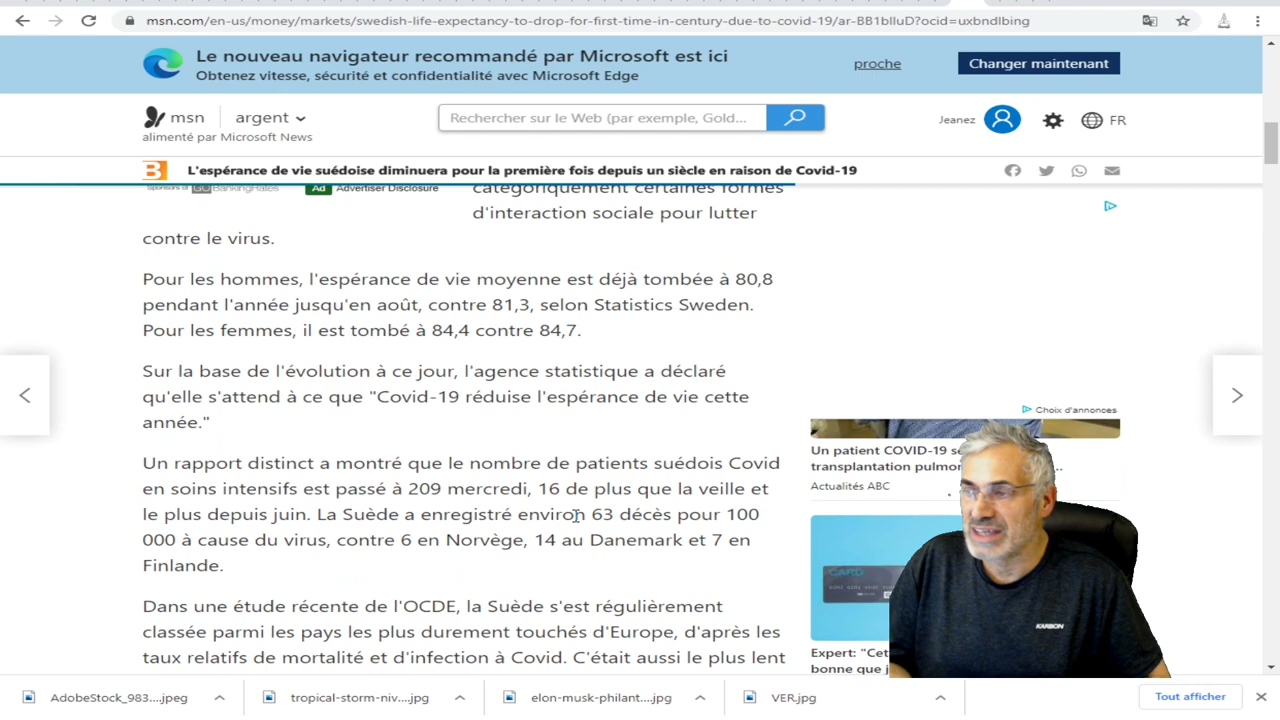 msn.com/en-us/money/markets/swedish-life-expectancy-to-drop-for-first-time-in-century-due-to-covid-19/ar-BB1blluD?ocid=uxbndlbing
Le nouveau navigateur recommandé par Microsoft est ici
Obtenez vitesse, sécurité et confidentialité avec Microsoft Edge
proche
Changer maintenant
msn
argent
alimenté par Microsoft News
Rechercher sur le Web (par exemple, Gold...
Jeanez
FR
B
L'espérance de vie suédoise diminuera pour la première fois depuis un siècle en raison de Covid-19
Sponsors of GOBankingRates
Ad Advertiser Disclosure
catégoriquement certaines formes
d'interaction sociale pour lutter
contre le virus.
Pour les hommes, l'espérance de vie moyenne est déjà tombée à 80,8
pendant l'année jusqu'en août, contre 81,3, selon Statistics Sweden.
Pour les femmes, il est tombé à 84,4 contre 84,7.
Sur la base de l'évolution à ce jour, l'agence statistique a déclaré
qu'elle s'attend à ce que "Covid-19 réduise l'espérance de vie cette
année."
Un rapport distinct a montré que le nombre de patients suédois Covid
en soins intensifs est passé à 209 mercredi, 16 de plus que la veille et
le plus depuis juin. La Suède a enregistré environ 63 décès pour 100
000 à cause du virus, contre 6 en Norvège, 14 au Danemark et 7 en
Finlande.
Dans une étude récente de l'OCDE, la Suède s'est régulièrement
classée parmi les pays les plus durement touchés d'Europe, d'après les
taux relatifs de mortalité et d'infection à Covid. C'était aussi le plus lent
Choix d'annonces
Un patient COVID-19
transplantation
Actualités ABC
CARD
Expert: "Cet
bonne que
KARBON
AdobeStock_983....jpeg
tropical-storm-niv....jpg
elon-musk-philant....jpg
VER.jpg
Tout afficher